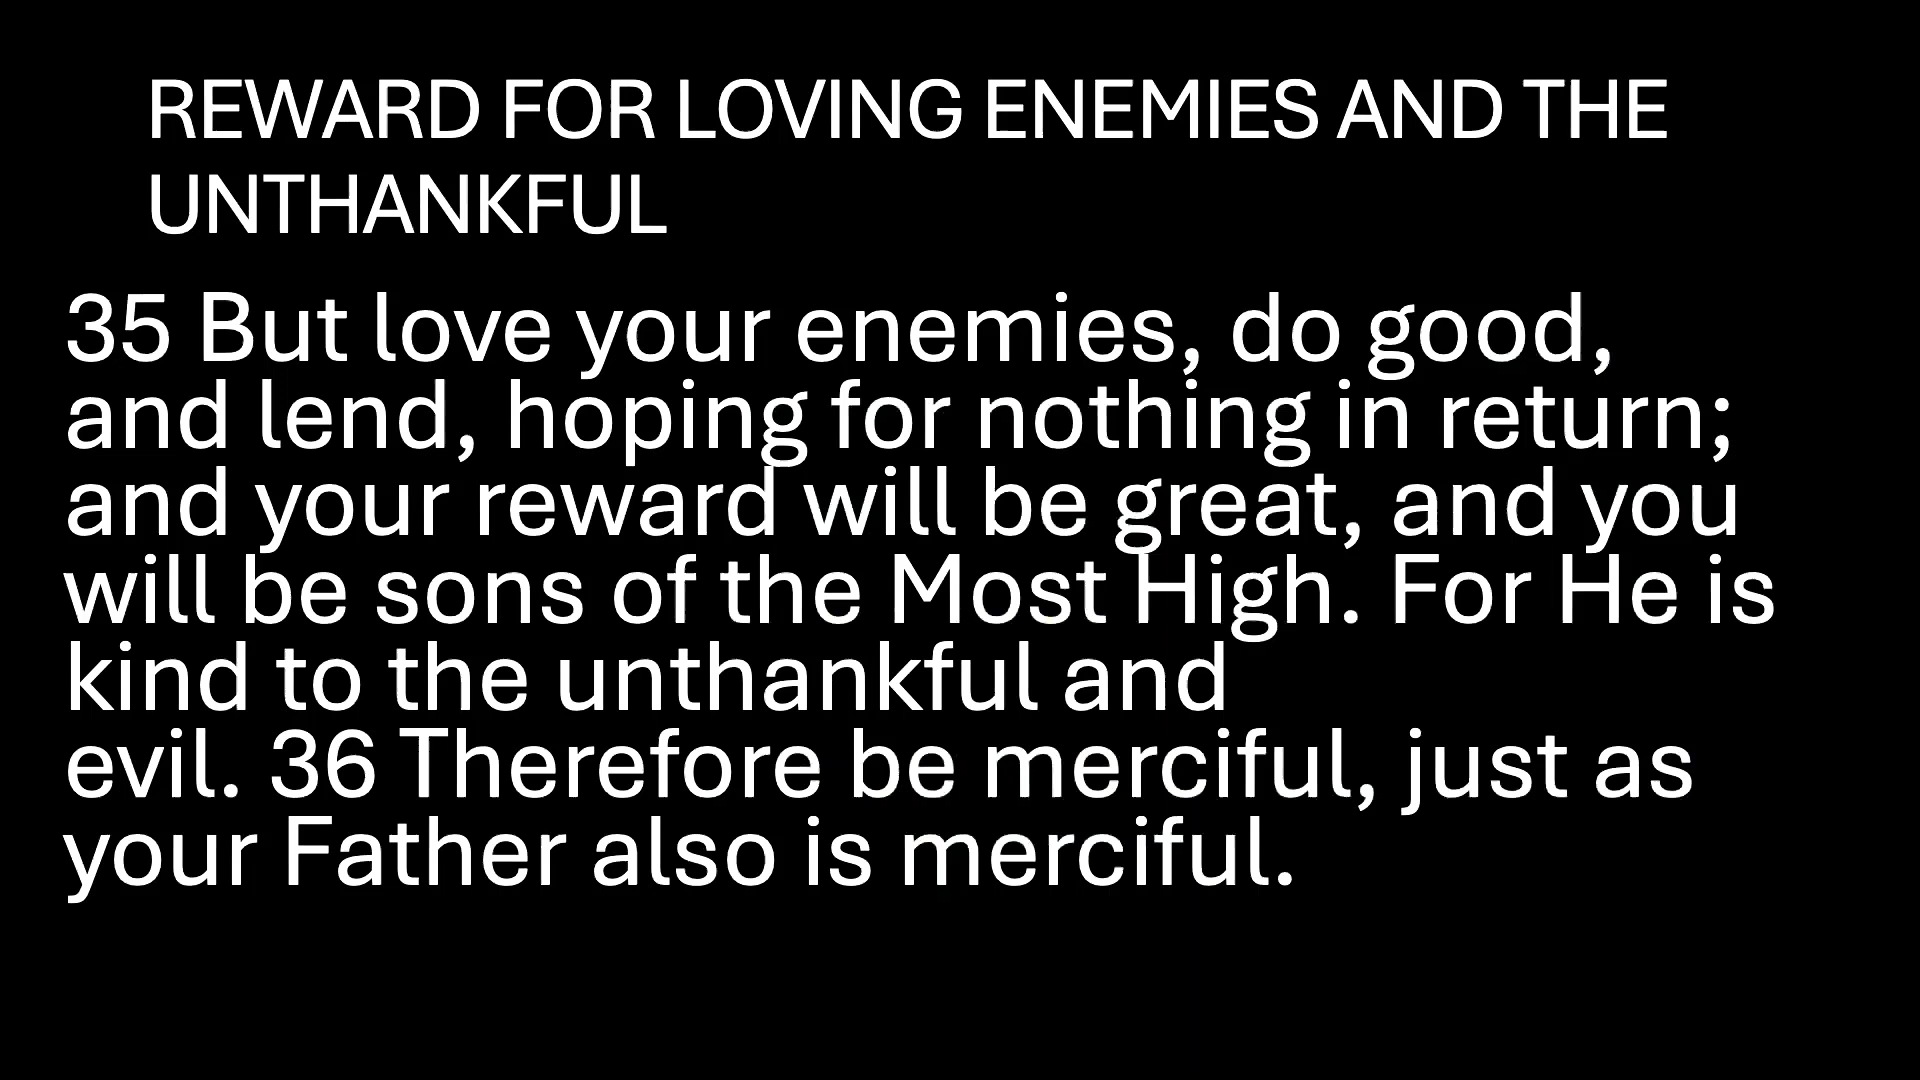 REWARD FOR LOVING ENEMIES AND THE
UNTHANKFUL
35 But love your enemies, do good,
and lend, hoping for nothing in return;
and your reward will be great, and you
will be sons of the Most High. For He is
kind to the unthankful and
evil. 36 Therefore be merciful, just as
your Father also is merciful.